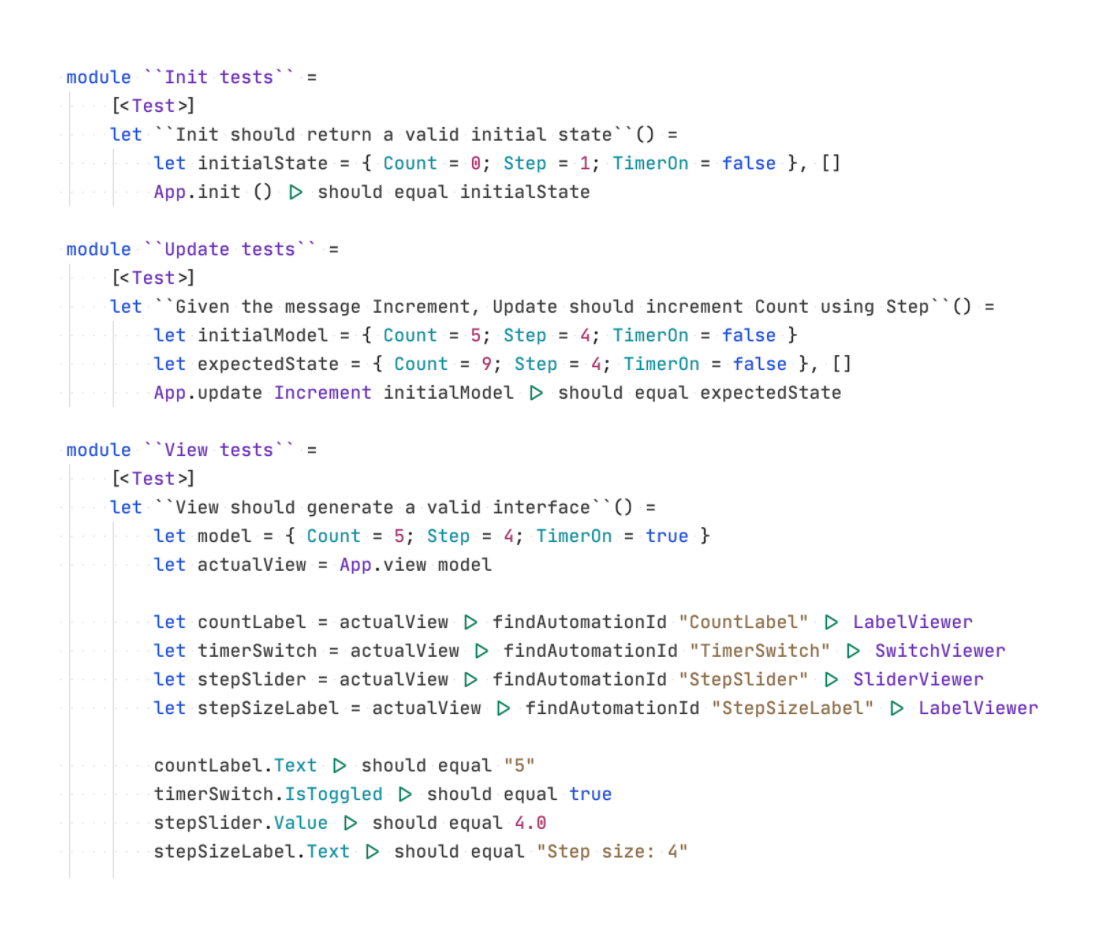 module ``Init tests`` =
    [<Test>]
    let ``Init should return a valid initial state``() =
        let initialState = { Count = 0; Step = 1; TimerOn = false }, []
        App.init () |> should equal initialState

module ``Update tests`` =
    [<Test>]
    let ``Given the message Increment, Update should increment Count using Step``() =
        let initialModel = { Count = 5; Step = 4; TimerOn = false }
        let expectedState = { Count = 9; Step = 4; TimerOn = false }, []
        App.update Increment initialModel |> should equal expectedState

module ``View tests`` =
    [<Test>]
    let ``View should generate a valid interface``() =
        let model = { Count = 5; Step = 4; TimerOn = true }
        let actualView = App.view model

        let countLabel = actualView |> findAutomationId "CountLabel" |> LabelViewer
        let timerSwitch = actualView |> findAutomationId "TimerSwitch" |> SwitchViewer
        let stepSlider = actualView |> findAutomationId "StepSlider" |> SliderViewer
        let stepSizeLabel = actualView |> findAutomationId "StepSizeLabel" |> LabelViewer

        countLabel.Text |> should equal "5"
        timerSwitch.IsToggled |> should equal true
        stepSlider.Value |> should equal 4.0
        stepSizeLabel.Text |> should equal "Step size: 4"